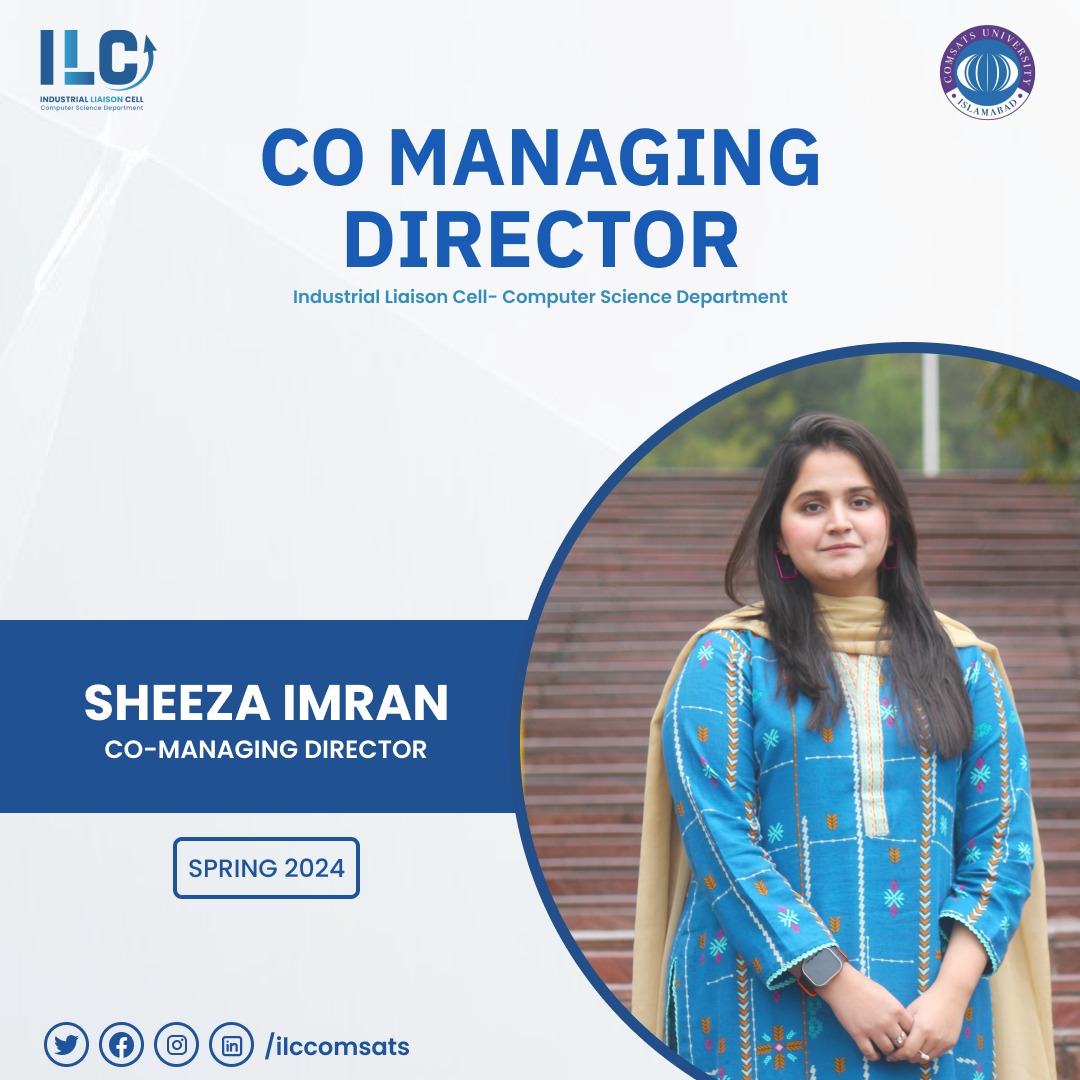 ILC
INDUSTRIAL LIAISON CELL
Computer Science Department
COMSATS UNIVERSITY
• ISLAMABAD •
CO MANAGING
DIRECTOR
Industrial Liaison Cell- Computer Science Department
SHEEZA IMRAN
CO-MANAGING DIRECTOR
SPRING 2024
/ilccomsats